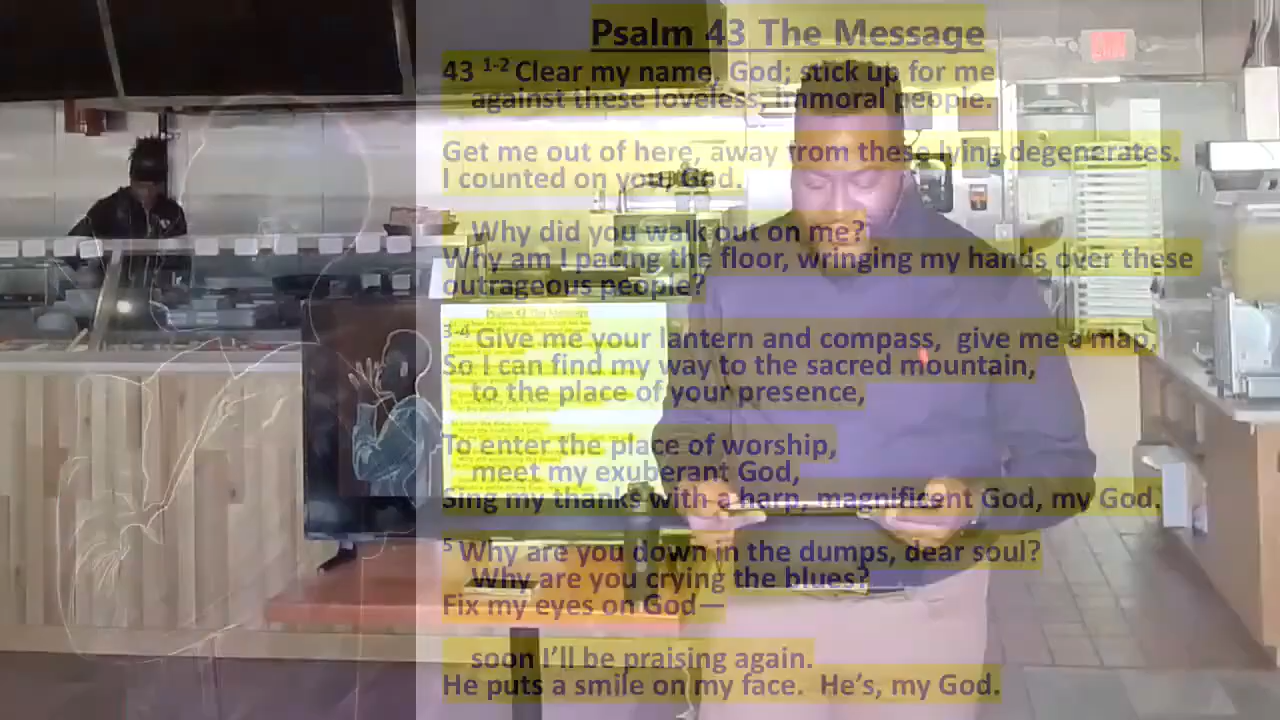 Psalm 43 The Message
43 1-2 Clear my name, God; stick up for me
against these loveless, immoral people.
Get me out of here, away from these lying degenerates.
I counted on you, God.
Why did you walk out on me?
Why am I pacing the floor, wringing my hands over these
outrageous people?
3-4 Give me your lantern and compass, give me a map,
So I can find my way to the sacred mountain,
to the place of your presence,
To enter the place of worship,
meet my exuberant God,
Sing my thanks with a harp, magnificent God, my God.
5 Why are you down in the dumps, dear soul?
Why are you crying the blues?
Fix my eyes on God—
soon I'll be praising again.
He puts a smile on my face. He's, my God.
Psalm 43 The Message